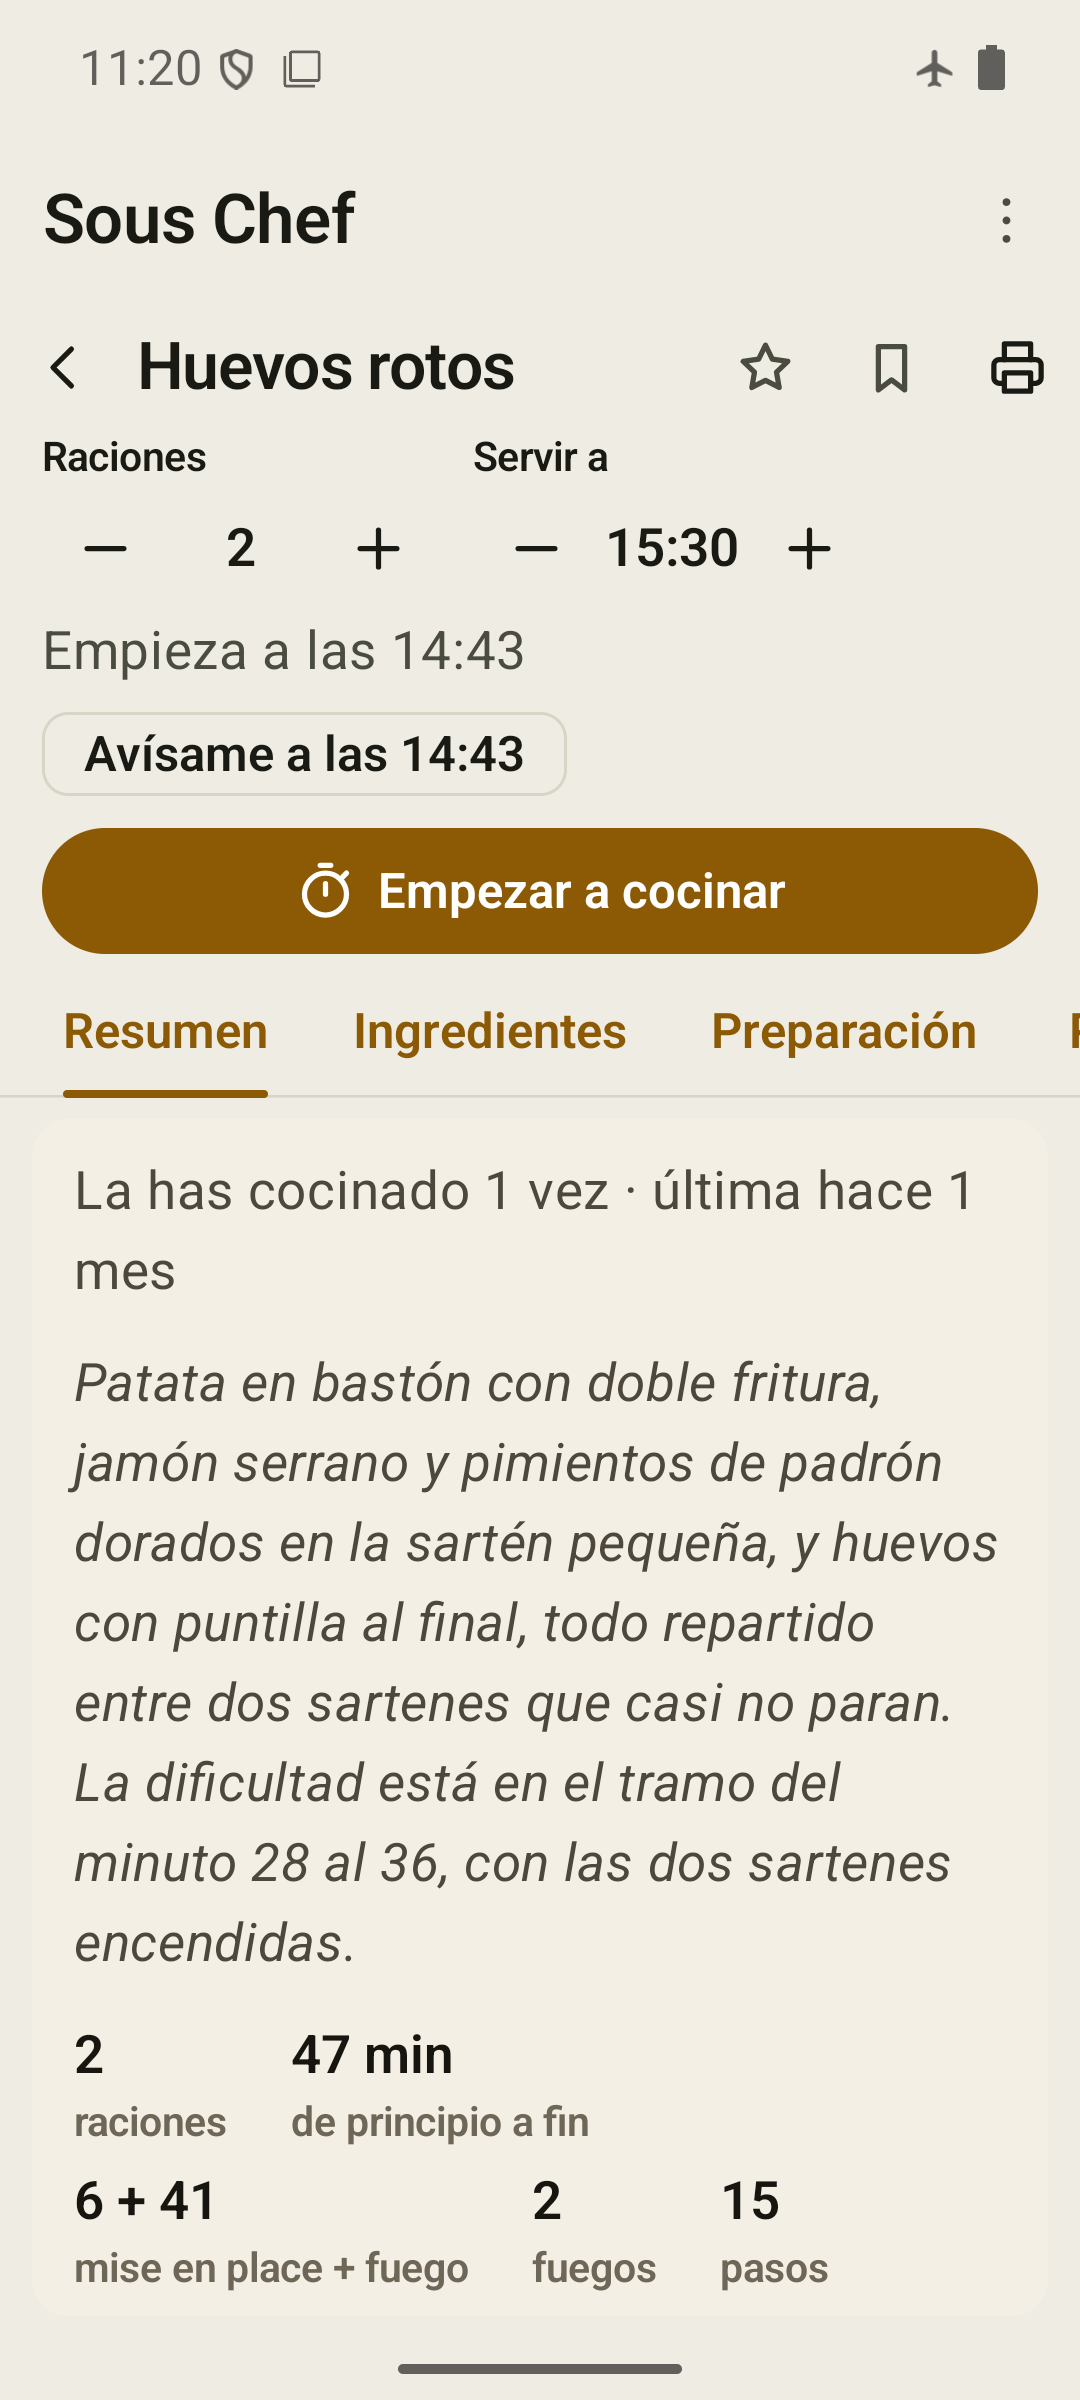 11:20
Sous Chef
Huevos rotos
Raciones
Servir a
2
15:30
Empieza a las 14:43
Avísame a las 14:43
Empezar a cocinar
Resumen Ingredientes Preparación
La has cocinado 1 vez · última hace 1
mes
Patata en bastón con doble fritura,
jamón serrano y pimientos de padrón
dorados en la sartén pequeña, y huevos
con puntilla al final, todo repartido
entre dos sartenes que casi no paran.
La dificultad está en el tramo del
minuto 28 al 36, con las dos sartenes
encendidas.
2 47 min
raciones de principio a fin
6 + 41 2 15
mise en place + fuego fuegos pasos